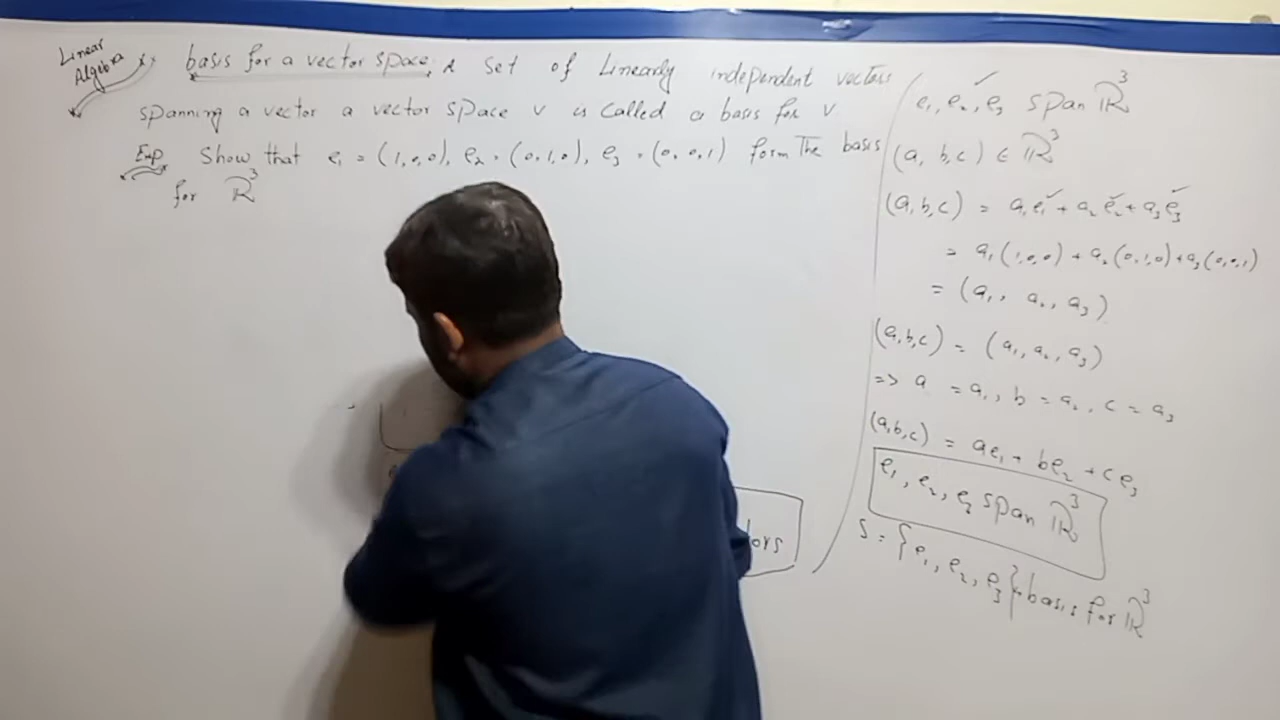 Linear
Algebra
basis for a vector space, A set of Linearly independent vectors
spanning a vector a vector space V is called a basis for V
Exp Show that e₁ = (1,0,0), e₂ = (0,1,0), e₃ = (0,0,1) form The basis
for ℝ³
e₁, e₂, e₃ span ℝ³
(a, b, c) ∈ ℝ³
(a, b, c) = a₁e₁ + a₂e₂ + a₃e₃
= a₁(1,0,0) + a₂(0,1,0) + a₃(0,0,1)
= (a₁, a₂, a₃)
(a,b,c) = (a₁, a₂, a₃)
=> a = a₁, b = a₂, c = a₃
(a,b,c) = ae₁ + be₂ + ce₃
e₁, e₂, e₃ span ℝ³
S = {e₁, e₂, e₃} basis for ℝ³